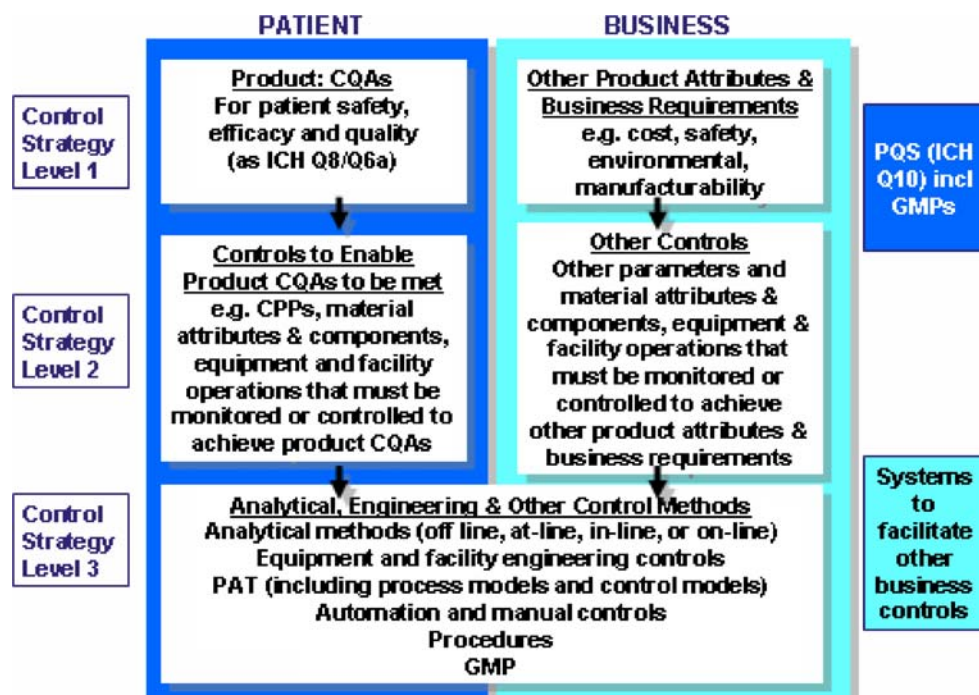 PATIENT
BUSINESS
Control
Strategy
Level 1
Product: CQAs
For patient safety,
efficacy and quality
(as ICH Q8/Q6a)
Other Product Attributes &
Business Requirements
e.g. cost, safety,
environmental,
manufacturability
PQS (ICH
Q10) incl
GMPs
Control
Strategy
Level 2
Controls to Enable
Product CQAs to be met
e.g. CPPs, material
attributes & components,
equipment and facility
operations that must be
monitored or controlled to
achieve product CQAs
Other Controls
Other parameters and
material attributes &
components, equipment &
facility operations that
must be monitored or
controlled to achieve
other product attributes &
business requirements
Control
Strategy
Level 3
Analytical, Engineering & Other Control Methods
Analytical methods (off line, at-line, in-line, or on-line)
Equipment and facility engineering controls
PAT (including process models and control models)
Automation and manual controls
Procedures
GMP
Systems
to
facilitate
other
business
controls